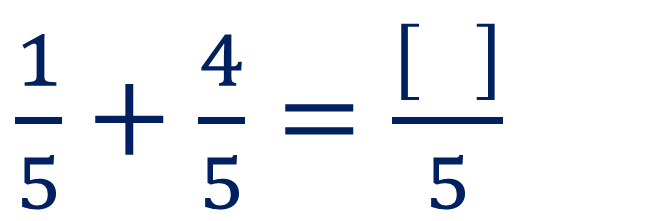 1/5 + 4/5 = [ ]/5